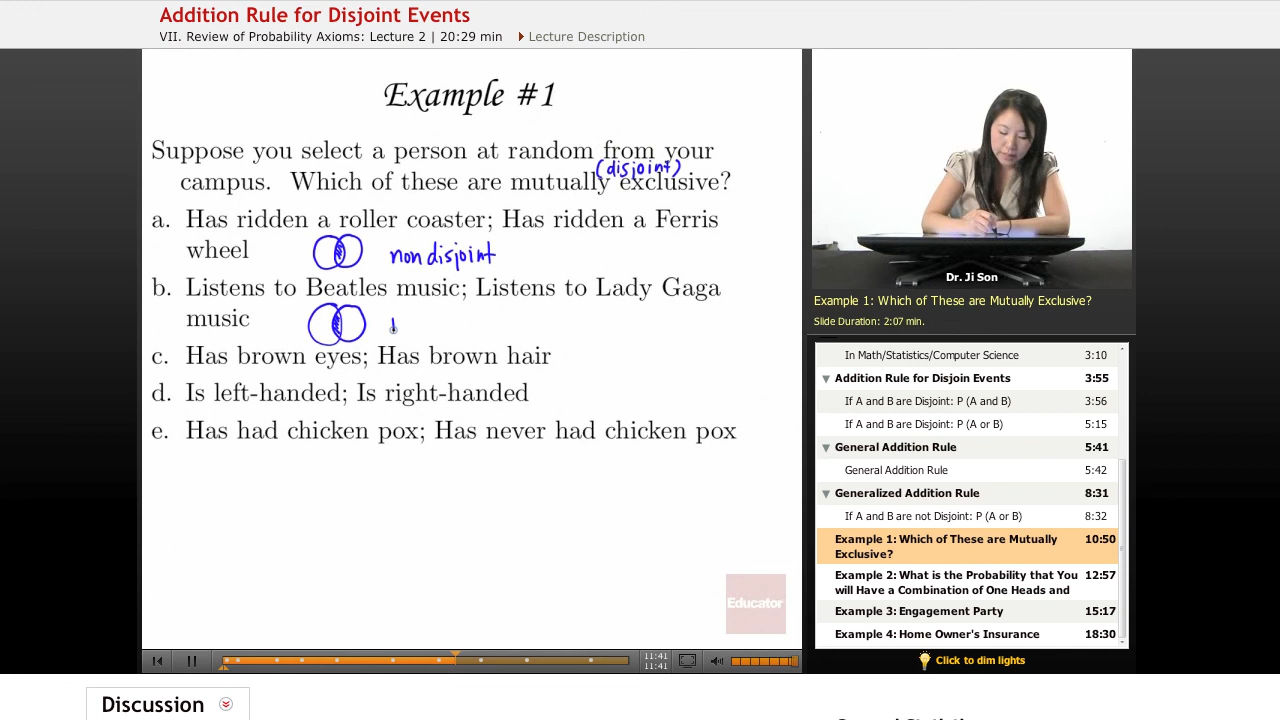 Addition Rule for Disjoint Events
VII. Review of Probability Axioms: Lecture 2 | 20:29 min Lecture Description
Example #1
Suppose you select a person at random from your
(disjoint)
campus. Which of these are mutually exclusive?
a. Has ridden a roller coaster; Has ridden a Ferris
wheel
non disjoint
b. Listens to Beatles music; Listens to Lady Gaga
music
c. Has brown eyes; Has brown hair
d. Is left-handed; Is right-handed
e. Has had chicken pox; Has never had chicken pox
Educator
11:41
11:41
Dr. Ji Son
Example 1: Which of These are Mutually Exclusive?
Slide Duration: 2:07 min.
In Math/Statistics/Computer Science 3:10
Addition Rule for Disjoin Events 3:55
If A and B are Disjoint: P (A and B) 3:56
If A and B are Disjoint: P (A or B) 5:15
General Addition Rule 5:41
General Addition Rule 5:42
Generalized Addition Rule 8:31
If A and B are not Disjoint: P (A or B) 8:32
Example 1: Which of These are Mutually 10:50
Exclusive?
Example 2: What is the Probability that You 12:57
will Have a Combination of One Heads and
Example 3: Engagement Party 15:17
Example 4: Home Owner's Insurance 18:30
Click to dim lights
Discussion